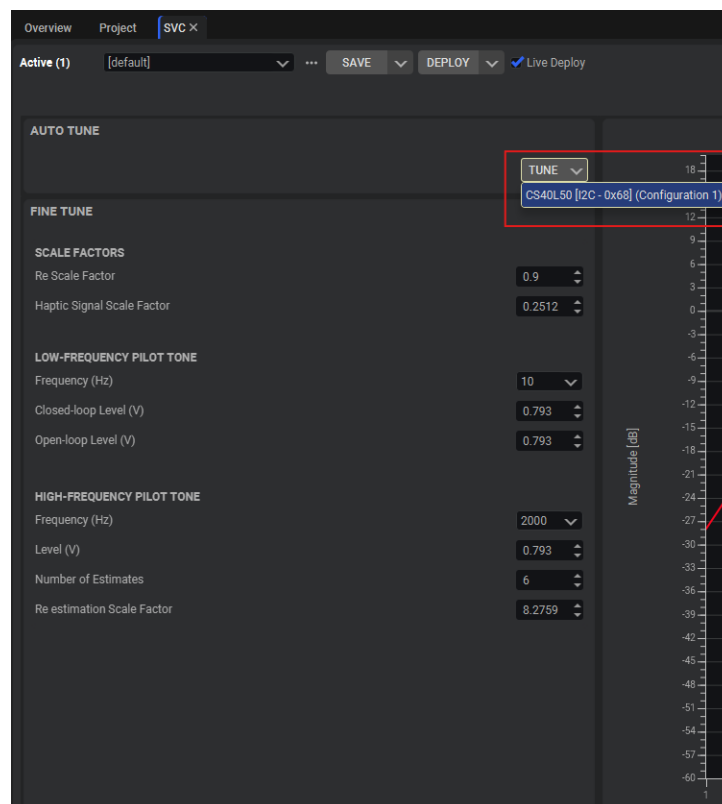 Overview Project SVC ×
Active (1) [default] ··· SAVE DEPLOY Live Deploy
AUTO TUNE
TUNE
CS40L50 [I2C - 0x68] (Configuration 1)
FINE TUNE
SCALE FACTORS
Re Scale Factor 0.9
Haptic Signal Scale Factor 0.2512
LOW-FREQUENCY PILOT TONE
Frequency (Hz) 10
Closed-loop Level (V) 0.793
Open-loop Level (V) 0.793
HIGH-FREQUENCY PILOT TONE
Frequency (Hz) 2000
Level (V) 0.793
Number of Estimates 6
Re estimation Scale Factor 8.2759
Magnitude [dB]
18
12
9
6
3
0
-3
-6
-9
-12
-15
-18
-21
-24
-27
-30
-33
-36
-39
-42
-45
-48
-51
-54
-57
-60
1